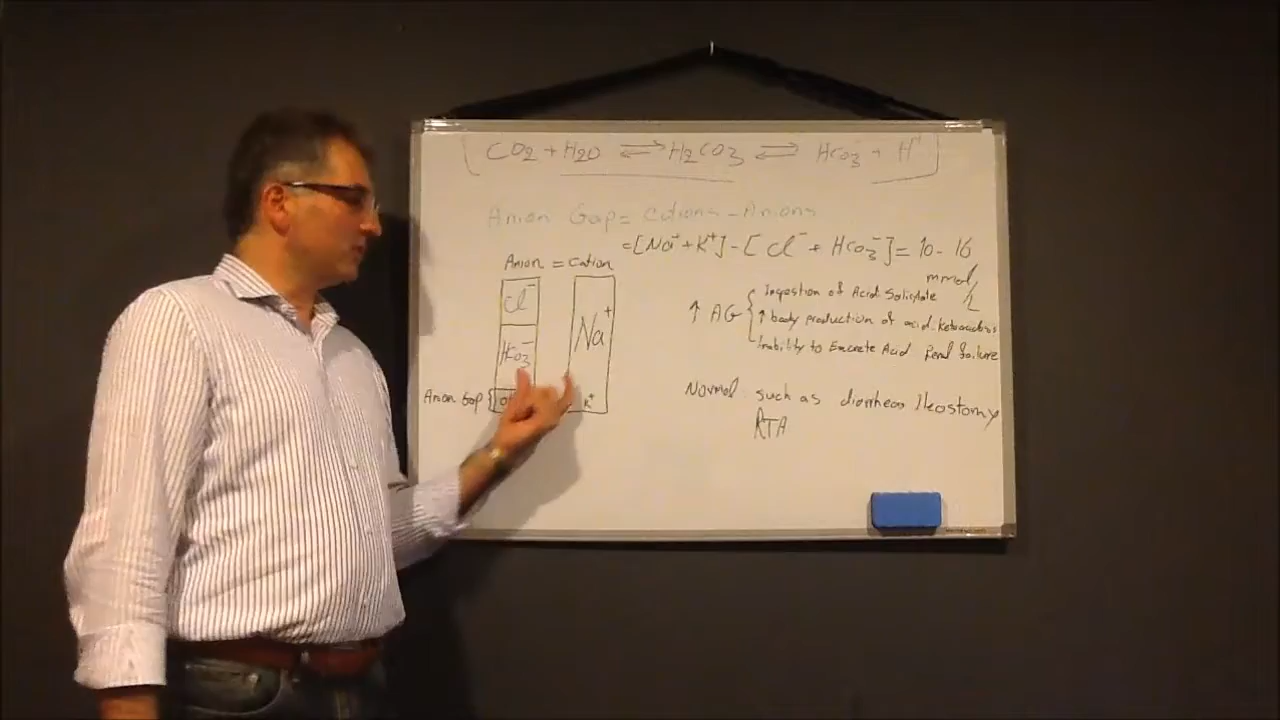 CO2 + H2O ⇌ H2CO3 ⇌ HCO3⁻ + H⁺
Anion Gap = Cations - Anions
= [Na⁺ + K⁺] - [Cl⁻ + HCO3⁻] = 10 - 16
mmol/L
Anion = Cation
Cl⁻
HCO3⁻
Na⁺
K⁺
Anion Gap
↑ AG
Ingestion of Acid: Salicylate
↑ body production of acid: Ketoacidosis
Inability to Excrete Acid Renal failure
Normal: such as diarrhea Ileostomy
RTA